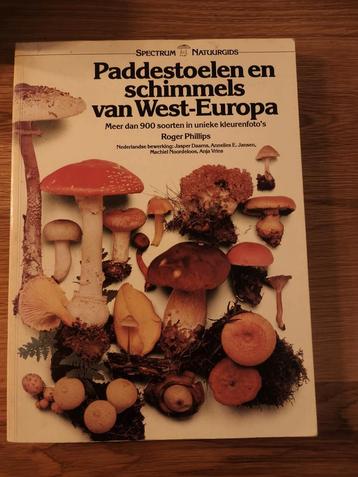 Spectrum Natuurgids
Paddestoelen en
schimmels
van West-Europa
Meer dan 900 soorten in unieke kleurenfoto's
Roger Phillips
Nederlandse bewerking: Jasper Daams, Annelies E. Jansen,
Machiel Noordeloos, Anja Vries